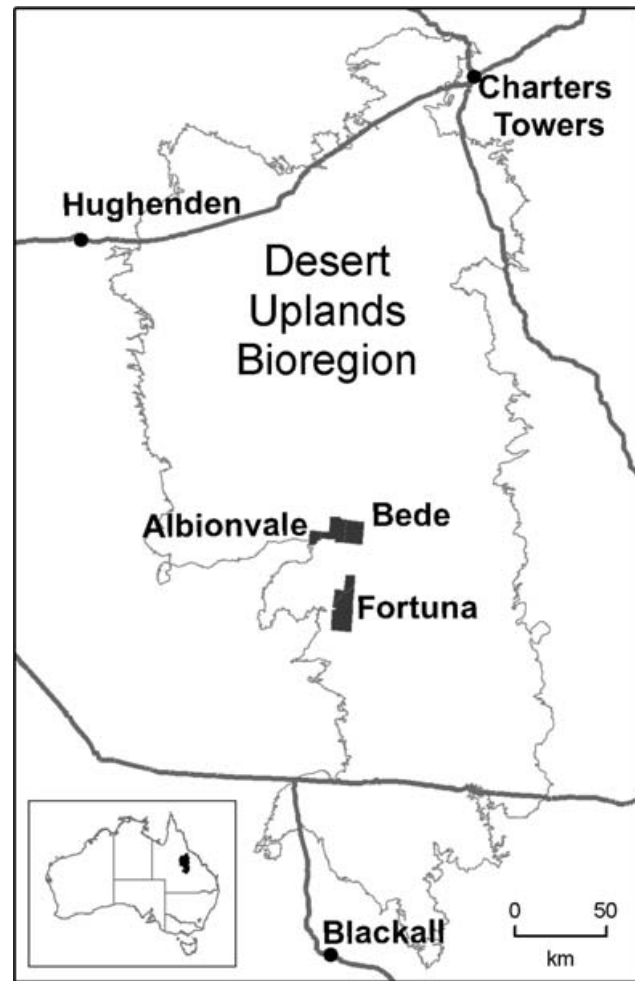 Charters
Towers
Hughenden
Desert
Uplands
Bioregion
Albionvale
Bede
Fortuna
0 50
km
Blackall